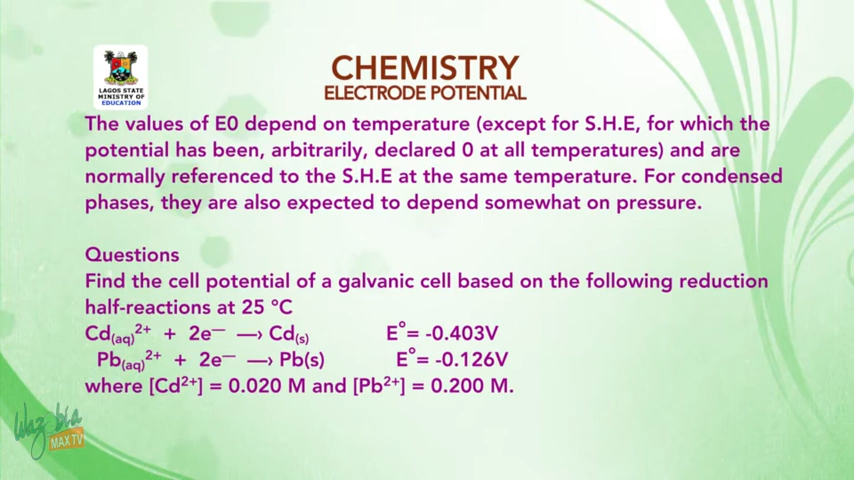 LAGOS STATE
MINISTRY OF
EDUCATION
CHEMISTRY
ELECTRODE POTENTIAL
The values of E0 depend on temperature (except for S.H.E, for which the
potential has been, arbitrarily, declared 0 at all temperatures) and are
normally referenced to the S.H.E at the same temperature. For condensed
phases, they are also expected to depend somewhat on pressure.
Questions
Find the cell potential of a galvanic cell based on the following reduction
half-reactions at 25 °C
Cd(aq)²⁺ + 2e⁻ —› Cd(s) E°= -0.403V
Pb(aq)²⁺ + 2e⁻ —› Pb(s) E°= -0.126V
where [Cd²⁺] = 0.020 M and [Pb²⁺] = 0.200 M.
Wazobia
MAX TV